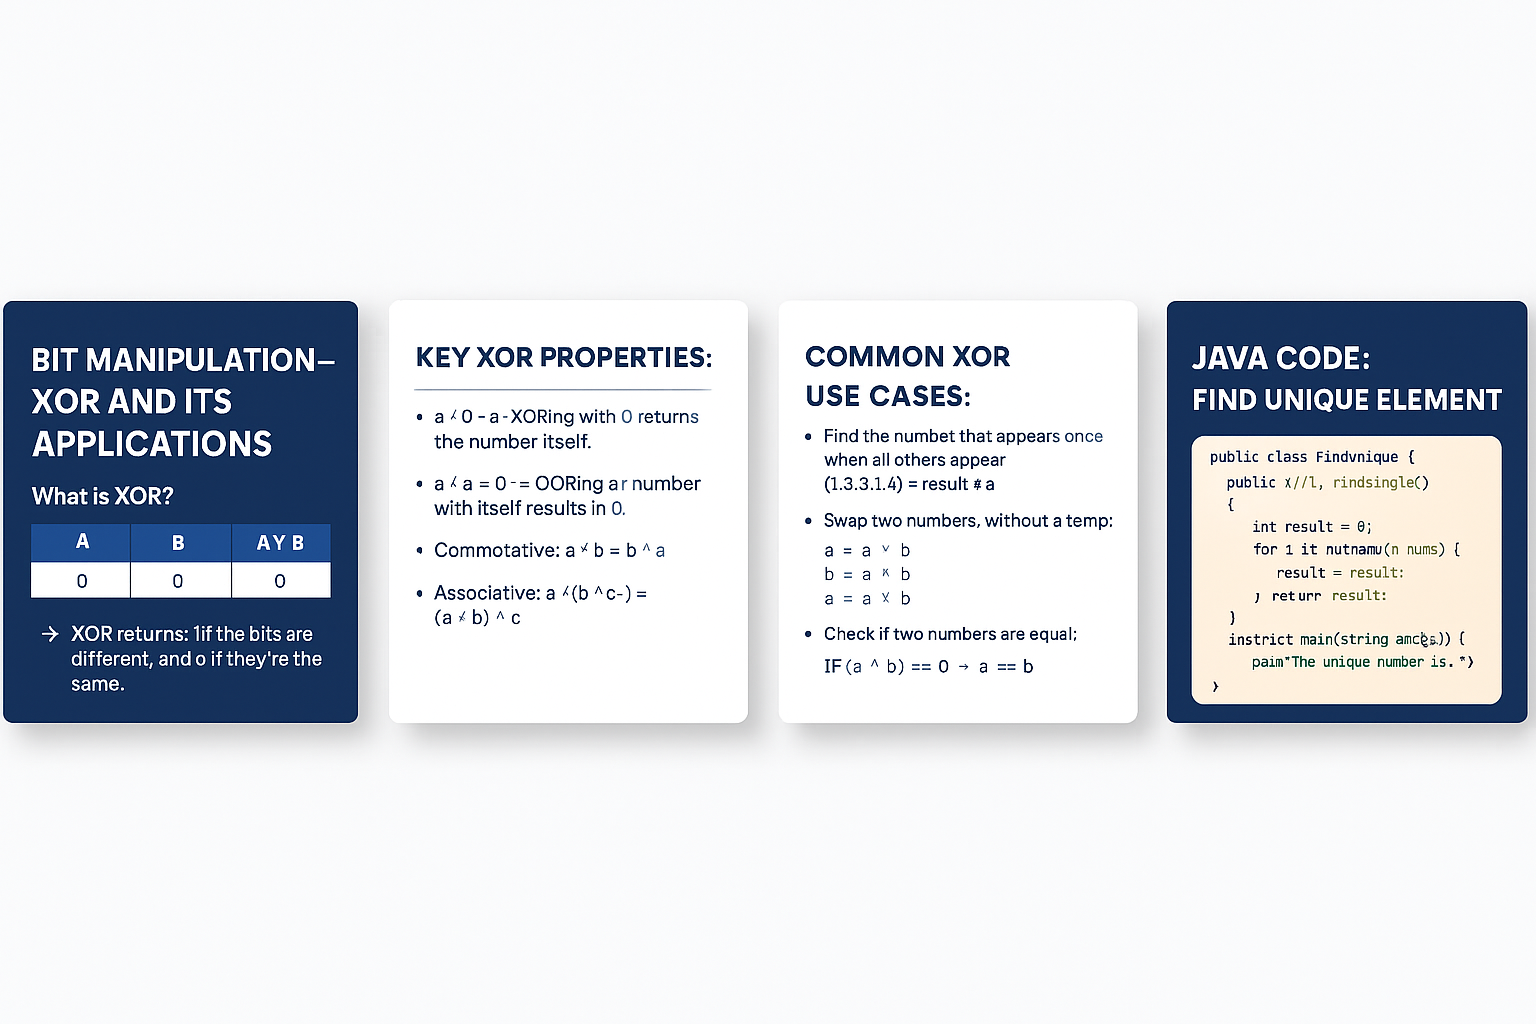 BIT MANIPULATION–
XOR AND ITS
APPLICATIONS
What is XOR?
A B A Y B
0 0 0
→ XOR returns: 1if the bits are
different, and o if they're the
same.
KEY XOR PROPERTIES:
• a ^ 0 – a - XORing with 0 returns
the number itself.
• a ^ a = 0 -= OORing a r number
with itself results in 0.
• Commotative: a ^ b = b ^ a
• Associative: a ^ (b ^ c-) =
(a ^ b) ^ c
COMMON XOR
USE CASES:
• Find the numbet that appears once
when all others appear
(1.3.3.1.4) = result ≠ a
• Swap two numbers, without a temp:
a = a ˅ b
b = a ^ b
a = a ˅ b
• Check if two numbers are equal;
IF (a ^ b) == 0 → a == b
JAVA CODE:
FIND UNIQUE ELEMENT
public class Findvnique {
public x//l, rindsingle()
{
int result = 0;
for 1 it nutnamu(n nums) {
result = result:
; returr result:
}
instrict main(string )) {
paim"The unique number is. ")
}